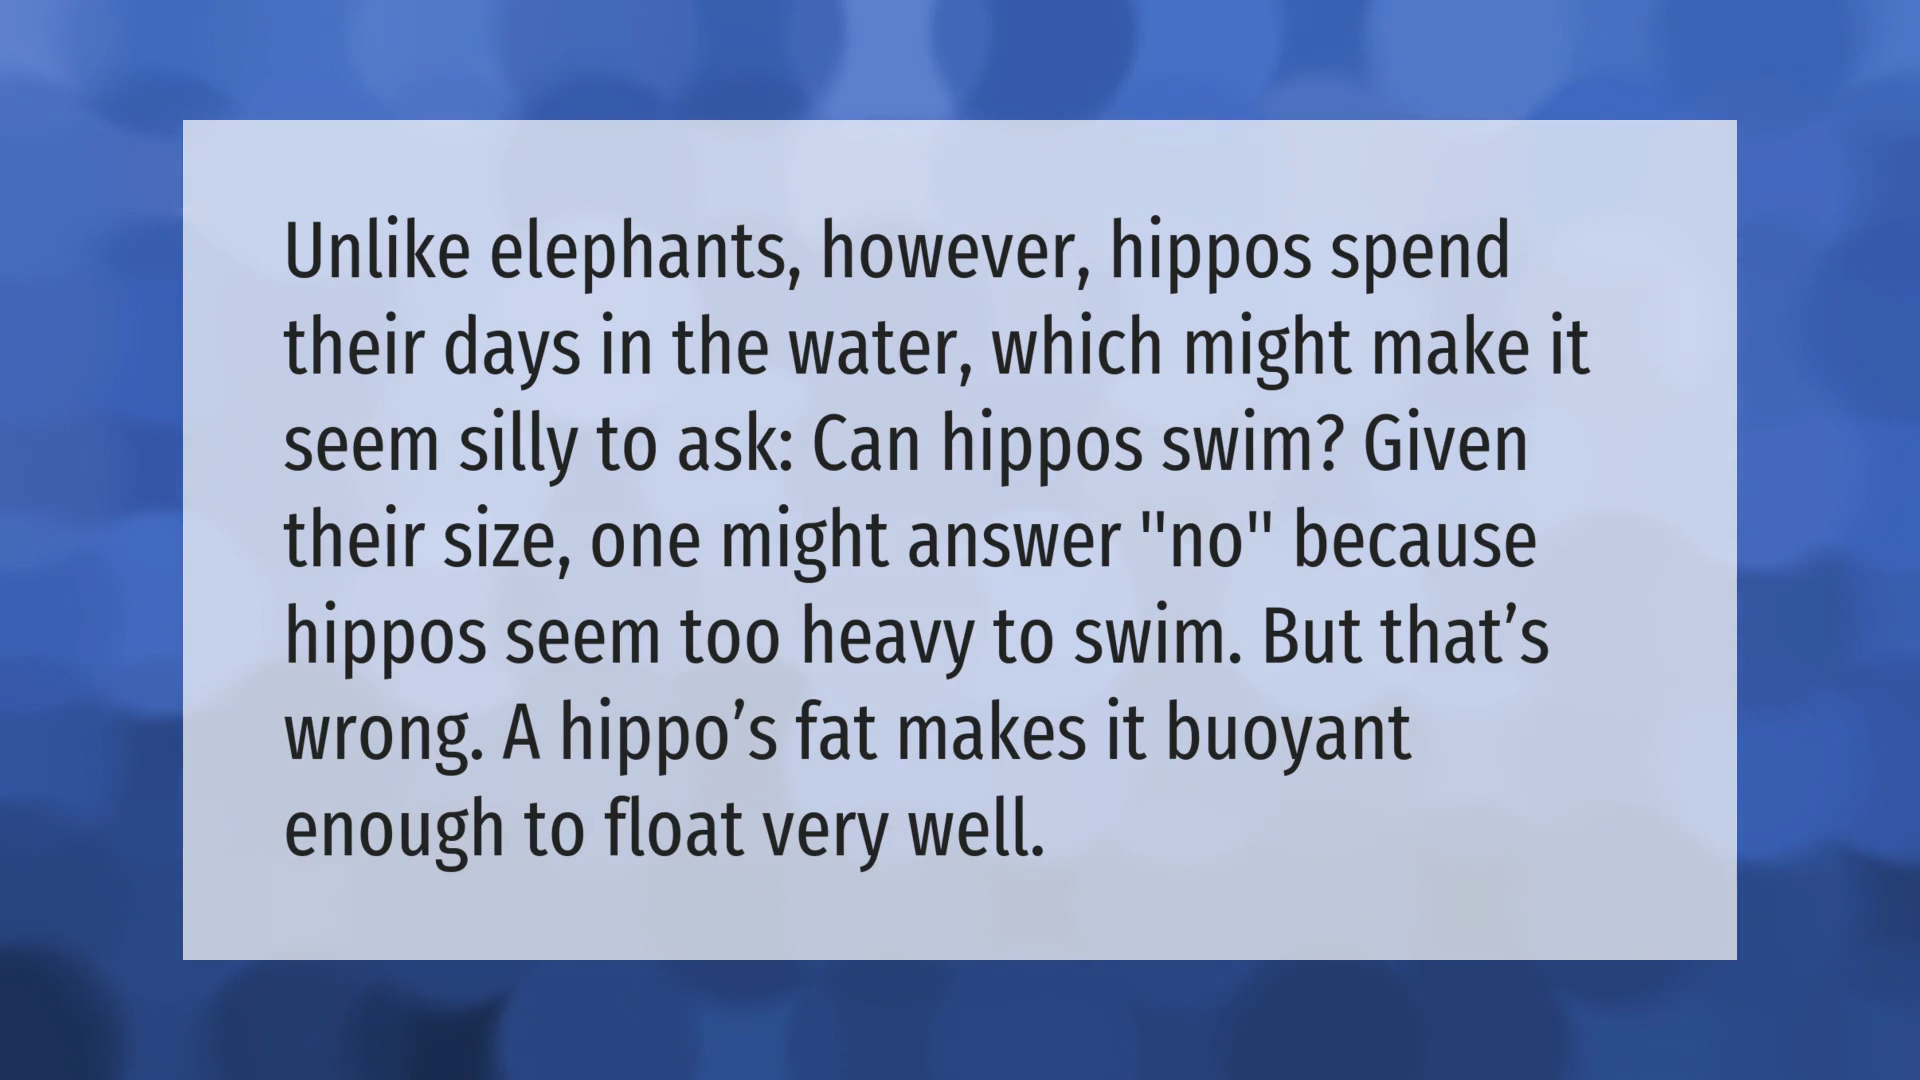 Unlike elephants, however, hippos spend
their days in the water, which might make it
seem silly to ask: Can hippos swim? Given
their size, one might answer "no" because
hippos seem too heavy to swim. But that’s
wrong. A hippo’s fat makes it buoyant
enough to float very well.